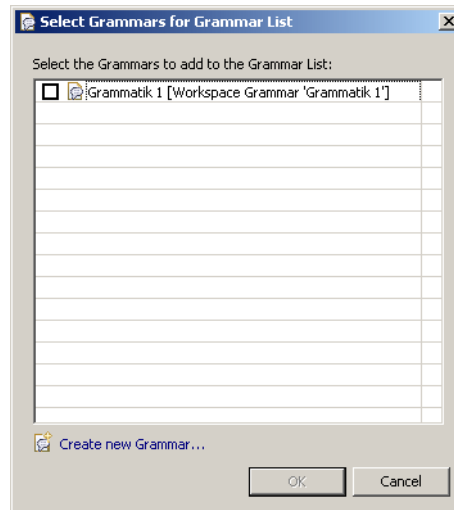 Select Grammars for Grammar List
Select the Grammars to add to the Grammar List:
Grammatik 1 [Workspace Grammar 'Grammatik 1']
Create new Grammar...
OK
Cancel